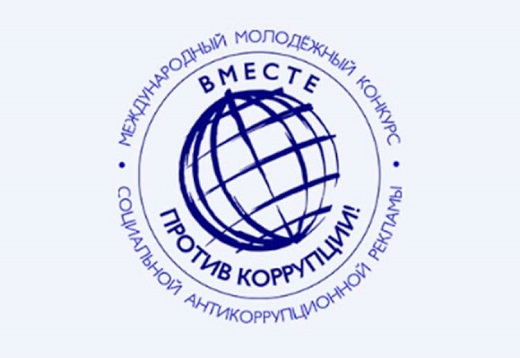 МЕЖДУНАРОДНЫЙ МОЛОДЁЖНЫЙ КОНКУРС
СОЦИАЛЬНОЙ АНТИКОРРУПЦИОННОЙ РЕКЛАМЫ
ВМЕСТЕ
ПРОТИВ КОРРУПЦИИ!